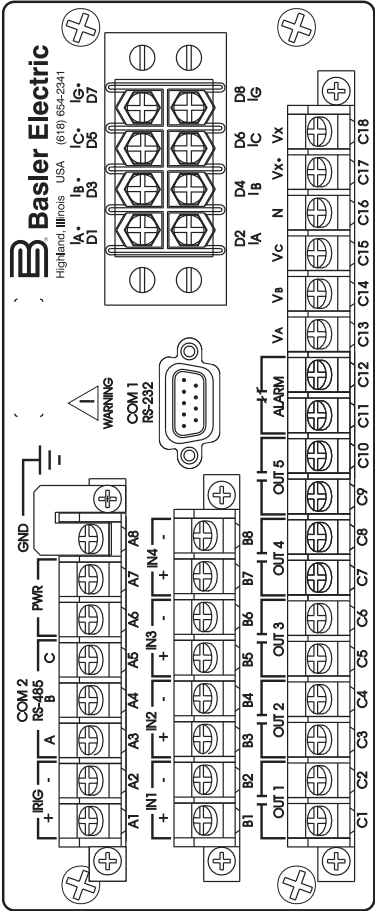 Basler Electric
Highland, Illinois USA (618) 654-2341
GND
COM 2
RS-485
IRIG
+ -
A B C
PWR
A1 A2 A3 A4 A5 A6 A7 A8
WARNING
COM 1
RS-232
IA• IB• IC• IG•
D1 D3 D5 D7
D2 D4 D6 D8
IA IB IC IG
IN1 IN2 IN3 IN4
+ - + - + - + -
B1 B2 B3 B4 B5 B6 B7 B8
OUT 1 OUT 2 OUT 3 OUT 4 OUT 5 ALARM VA VB VC N VX• VX
C1 C2 C3 C4 C5 C6 C7 C8 C9 C10 C11 C12 C13 C14 C15 C16 C17 C18